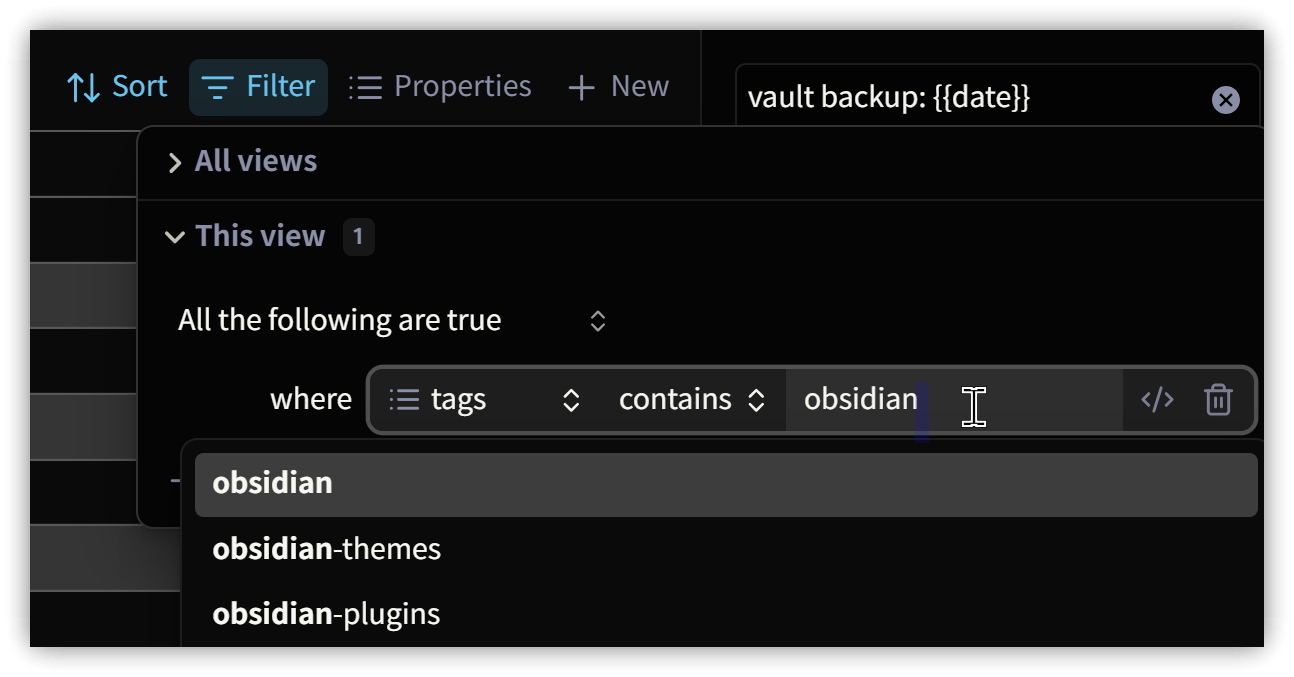 Sort Filter Properties + New
vault backup: {{date}}
All views
This view 1
All the following are true
where tags contains obsidian </>
obsidian
obsidian-themes
obsidian-plugins